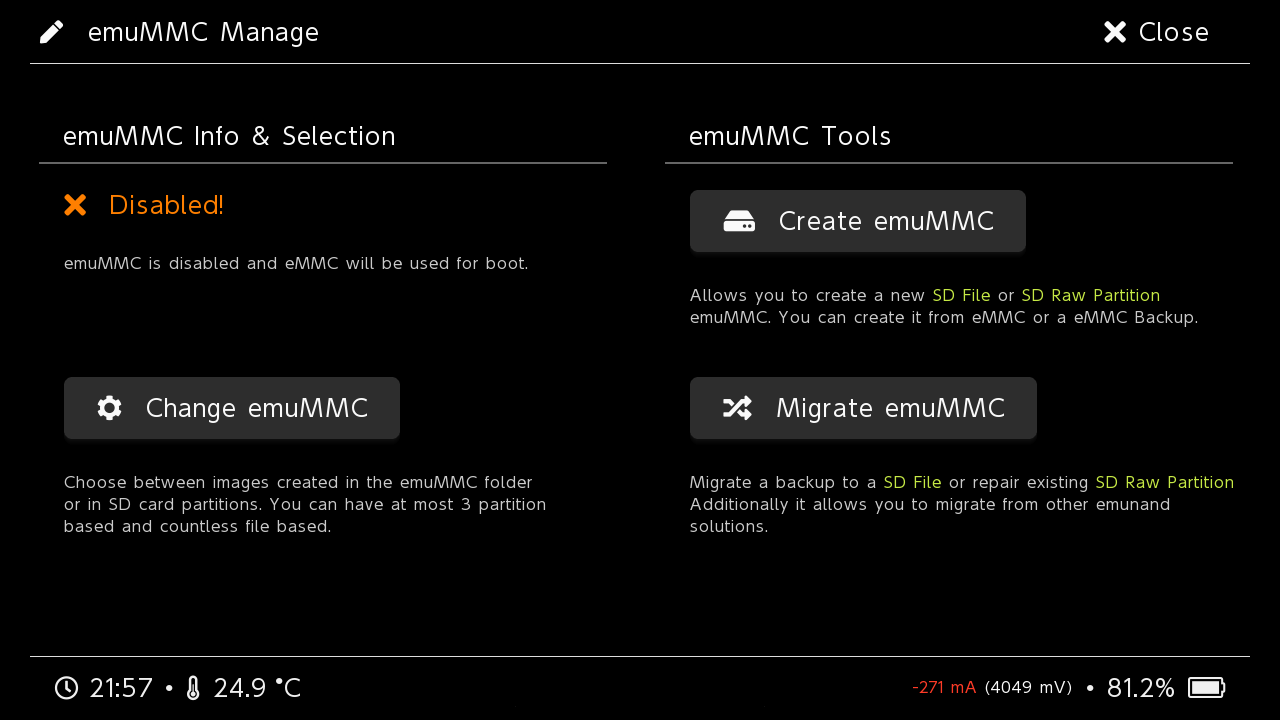 emuMMC Manage
Close
emuMMC Info & Selection
Disabled!
emuMMC is disabled and eMMC will be used for boot.
Change emuMMC
Choose between images created in the emuMMC folder
or in SD card partitions. You can have at most 3 partition
based and countless file based.
emuMMC Tools
Create emuMMC
Allows you to create a new SD File or SD Raw Partition
emuMMC. You can create it from eMMC or a eMMC Backup.
Migrate emuMMC
Migrate a backup to a SD File or repair existing SD Raw Partition
Additionally it allows you to migrate from other emunand
solutions.
21:57 • 24.9 °C
-271 mA (4049 mV) • 81.2%